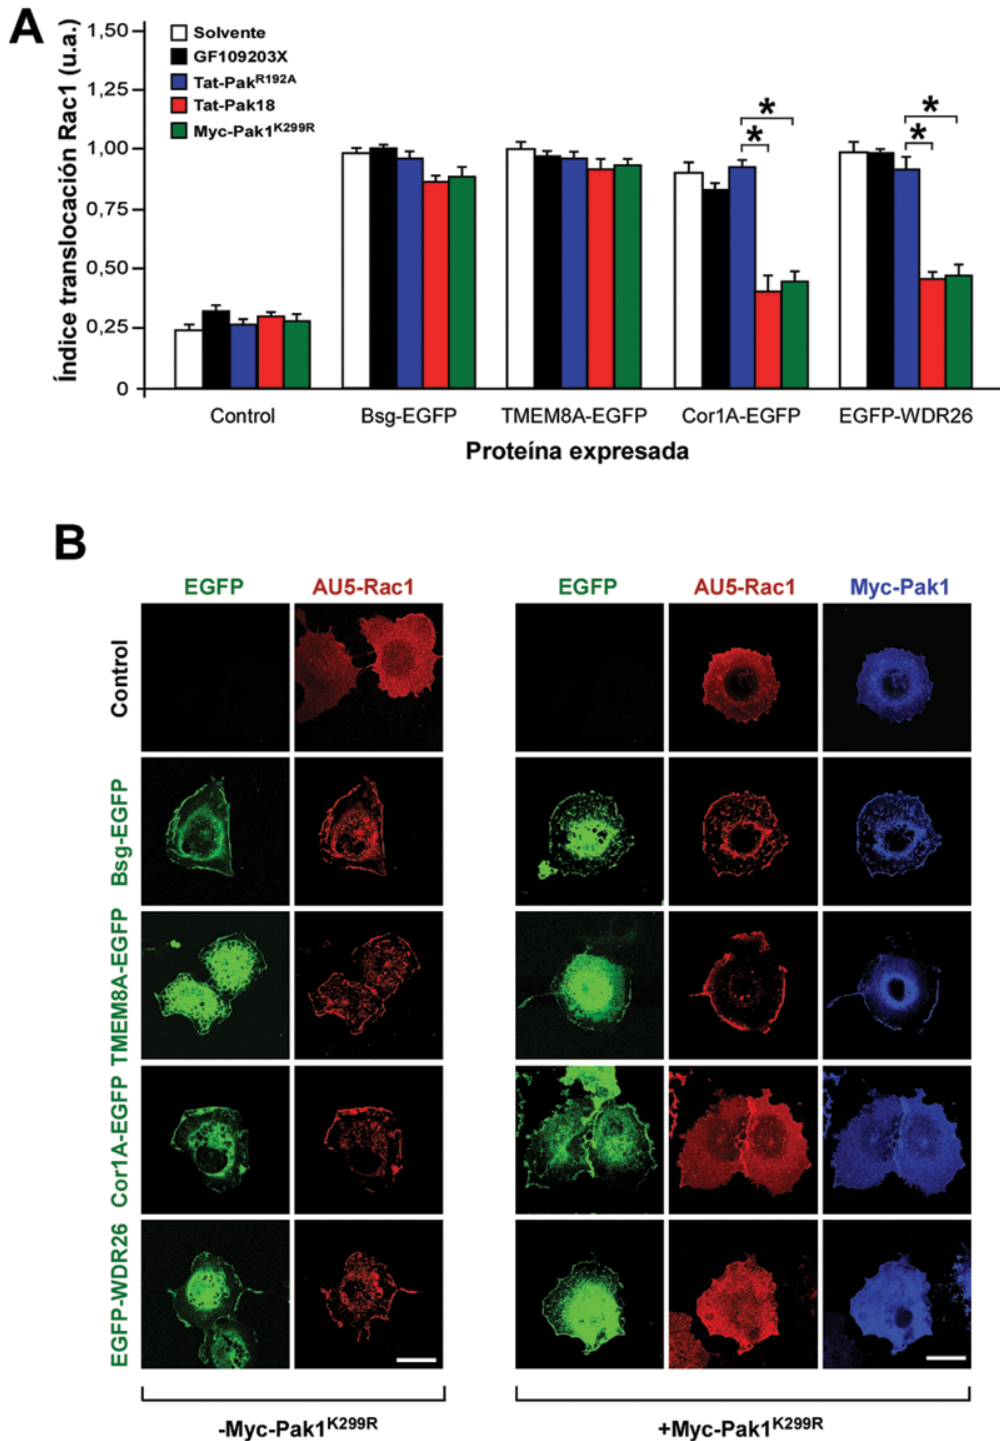 A
Índice translocación Rac1 (u.a.)
1,50
1,25
1,00
0,75
0,50
0,25
0
Solvente
GF109203X
Tat-PakR192A
Tat-Pak18
Myc-Pak1K299R
* *
* *
Control Bsg-EGFP TMEM8A-EGFP Cor1A-EGFP EGFP-WDR26
Proteína expresada
B
EGFP AU5-Rac1 EGFP AU5-Rac1 Myc-Pak1
Control
Bsg-EGFP
TMEM8A-EGFP
Cor1A-EGFP
EGFP-WDR26
-Myc-Pak1K299R +Myc-Pak1K299R